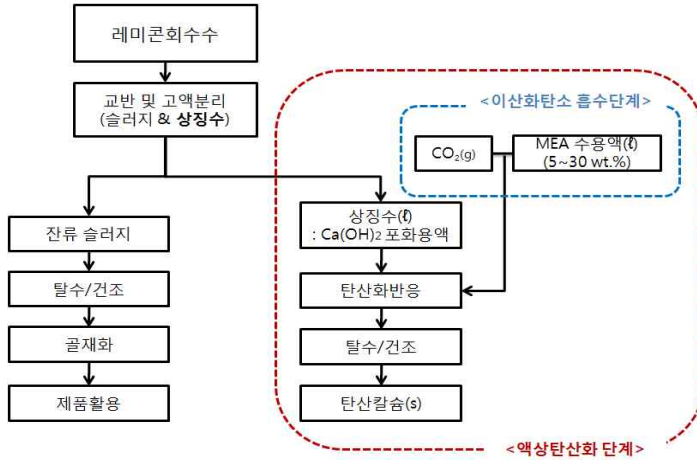 레미콘회수수
교반 및 고액분리
(슬러지 & 상징수)
<이산화탄소 흡수단계>
CO₂(g)
MEA 수용액(ℓ)
(5~30 wt.%)
잔류 슬러지
상징수(ℓ)
: Ca(OH)₂ 포화용액
탈수/건조
탄산화반응
골재화
탈수/건조
제품활용
탄산칼슘(s)
<액상탄산화 단계>